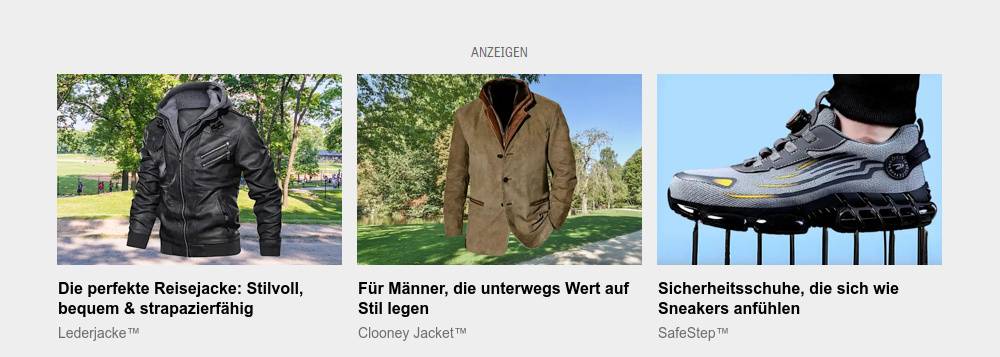 ANZEIGEN
Die perfekte Reisejacke: Stilvoll,
bequem & strapazierfähig
Lederjacke™
Für Männer, die unterwegs Wert auf
Stil legen
Clooney Jacket™
Sicherheitsschuhe, die sich wie
Sneakers anfühlen
SafeStep™